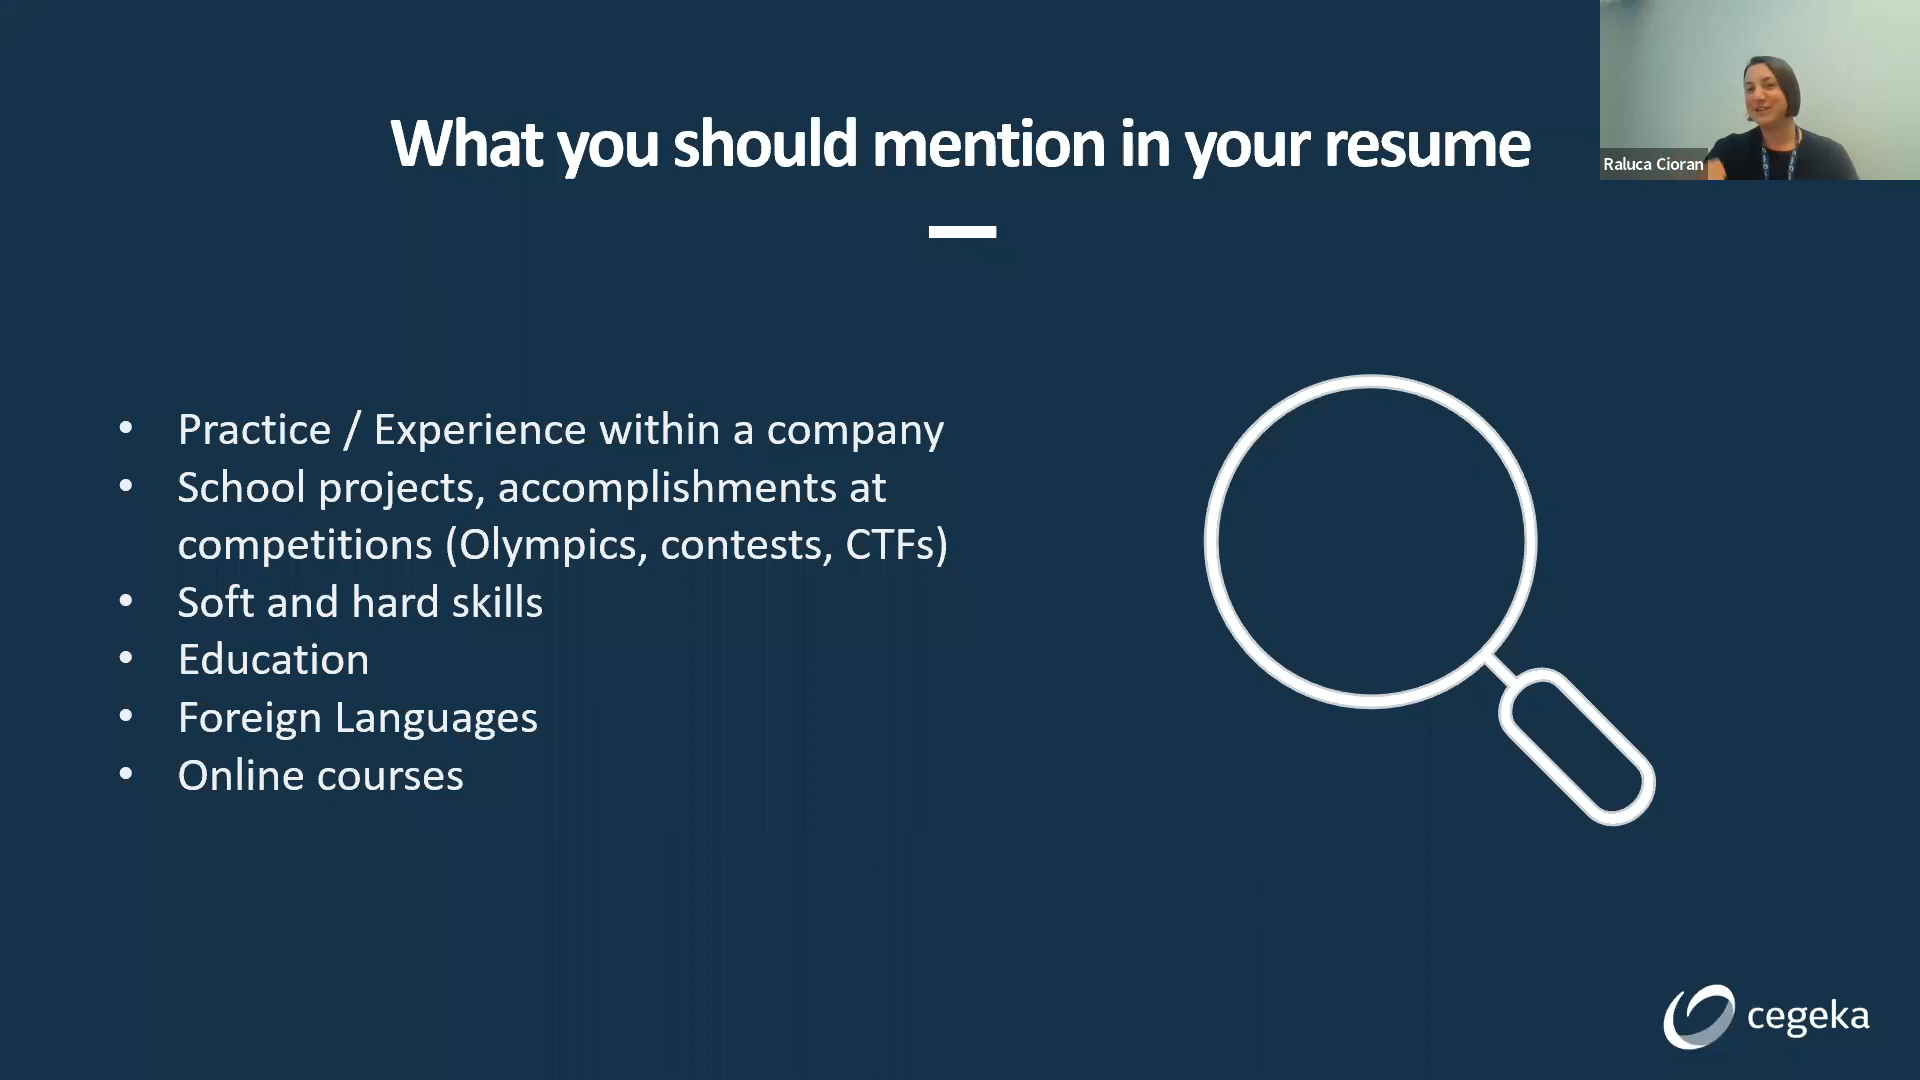 What you should mention in your resume
Raluca Cioran
• Practice / Experience within a company
• School projects, accomplishments at
competitions (Olympics, contests, CTFs)
• Soft and hard skills
• Education
• Foreign Languages
• Online courses
cegeka